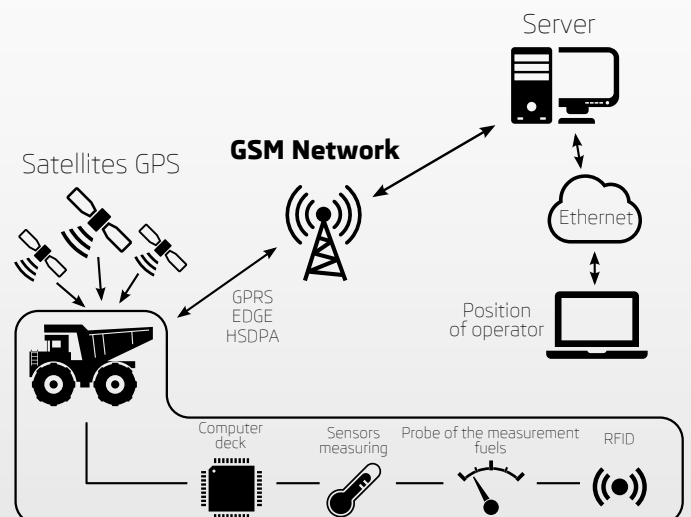 Server
GSM Network
Satellites GPS
Ethernet
GPRS
EDGE
HSDPA
Position
of operator
Computer
deck
Sensors
measuring
Probe of the measurement
fuels
RFID